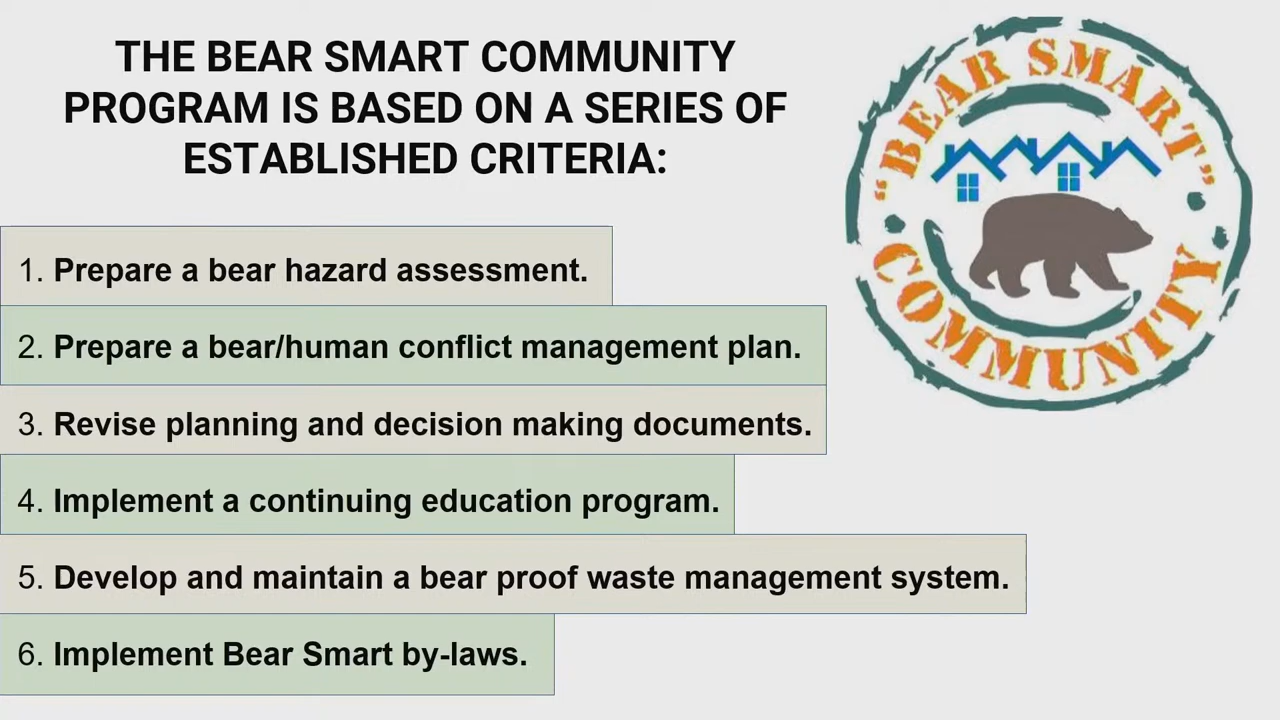 THE BEAR SMART COMMUNITY
PROGRAM IS BASED ON A SERIES OF
ESTABLISHED CRITERIA:
"BEAR SMART"
COMMUNITY
1. Prepare a bear hazard assessment.
2. Prepare a bear/human conflict management plan.
3. Revise planning and decision making documents.
4. Implement a continuing education program.
5. Develop and maintain a bear proof waste management system.
6. Implement Bear Smart by-laws.